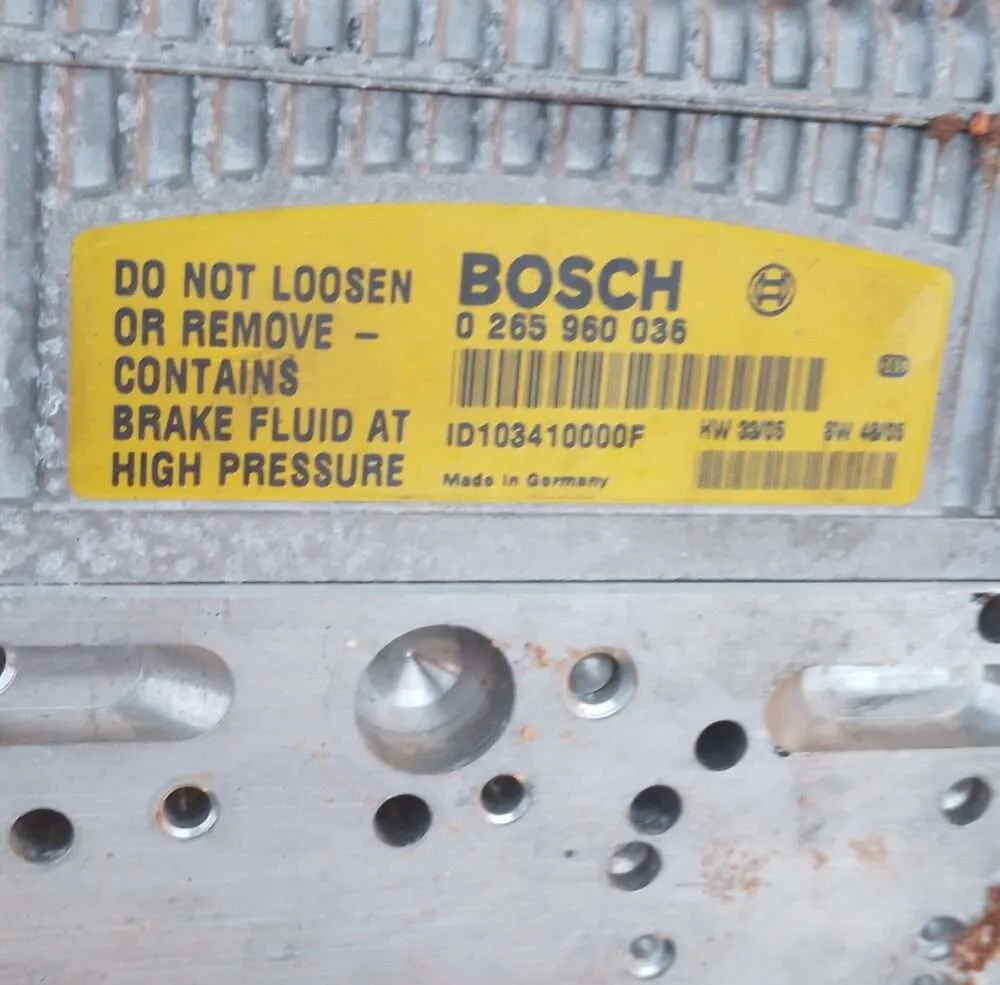 DO NOT LOOSEN
OR REMOVE –
CONTAINS
BRAKE FLUID AT
HIGH PRESSURE
BOSCH
0 265 960 036
ID103410000F
HW 33/05 SW 48/05
Made in Germany